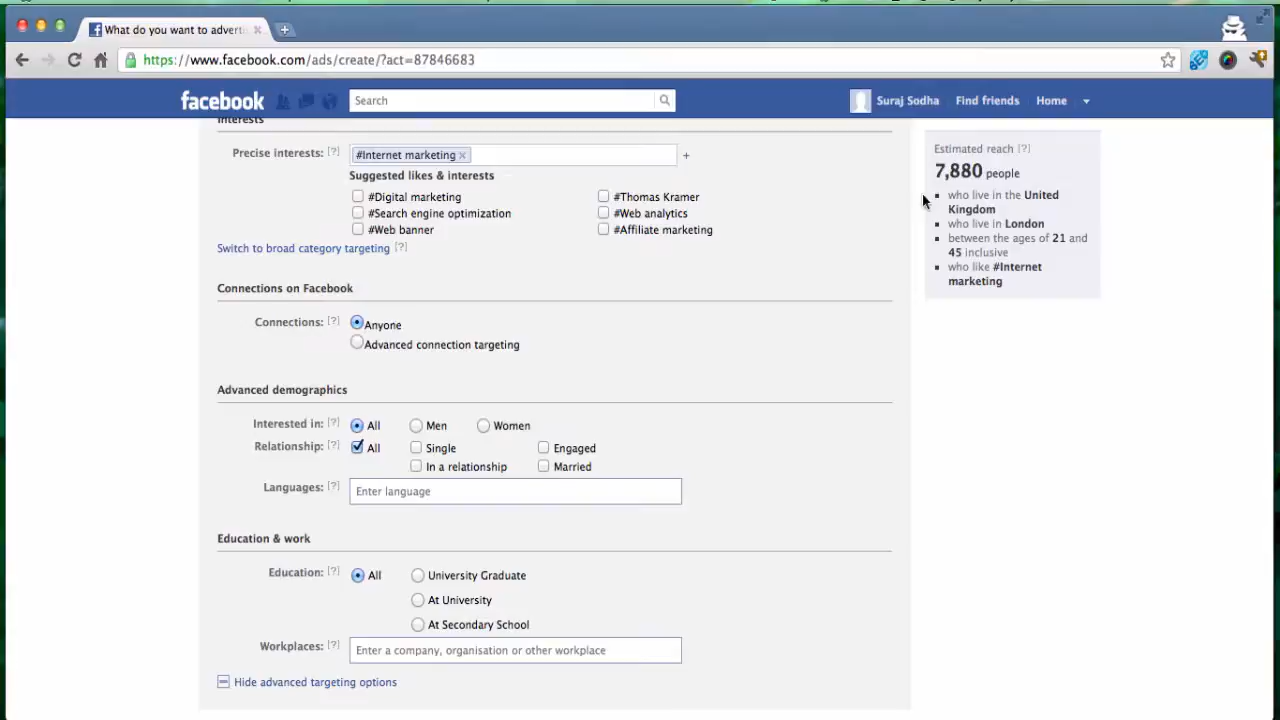 What do you want to adverti
https://www.facebook.com/ads/create/?act=87846683
facebook
Search
Suraj Sodha
Find friends
Home
Interests
Precise interests: [?]
#Internet marketing ×
+
Suggested likes & interests
#Digital marketing
#Thomas Kramer
#Search engine optimization
#Web analytics
#Web banner
#Affiliate marketing
Switch to broad category targeting [?]
Connections on Facebook
Connections: [?]
Anyone
Advanced connection targeting
Advanced demographics
Interested in: [?]
All
Men
Women
Relationship: [?]
All
Single
Engaged
In a relationship
Married
Languages: [?]
Enter language
Education & work
Education: [?]
All
University Graduate
At University
At Secondary School
Workplaces: [?]
Enter a company, organisation or other workplace
Hide advanced targeting options
Estimated reach [?]
7,880 people
who live in the United
Kingdom
who live in London
between the ages of 21 and
45 inclusive
who like #Internet
marketing